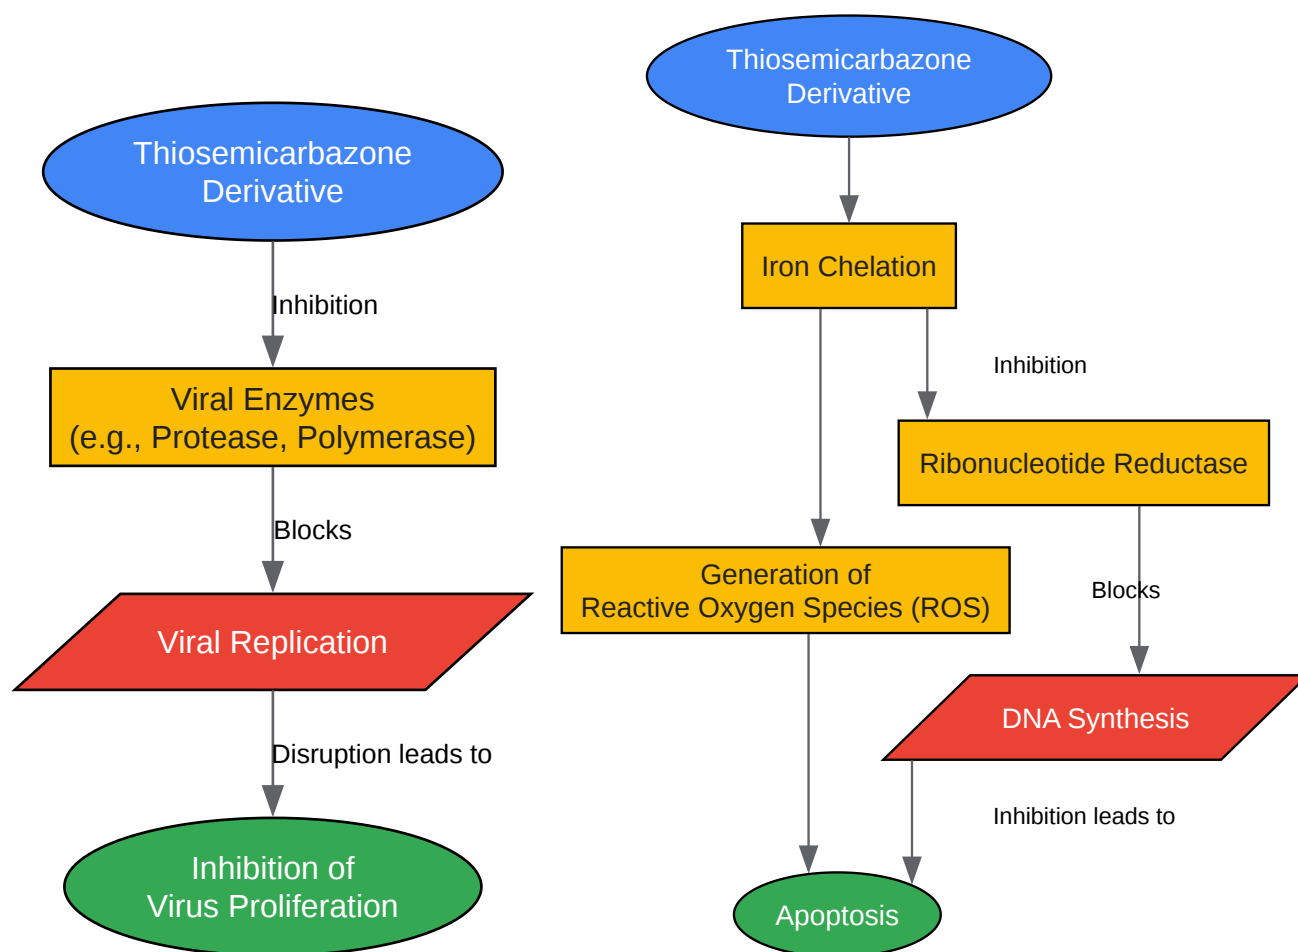 Thiosemicarbazone
Derivative
Inhibition
Viral Enzymes
(e.g., Protease, Polymerase)
Blocks
Viral Replication
Disruption leads to
Inhibition of
Virus Proliferation
Thiosemicarbazone
Derivative
Iron Chelation
Inhibition
Ribonucleotide Reductase
Generation of
Reactive Oxygen Species (ROS)
Blocks
DNA Synthesis
Inhibition leads to
Apoptosis